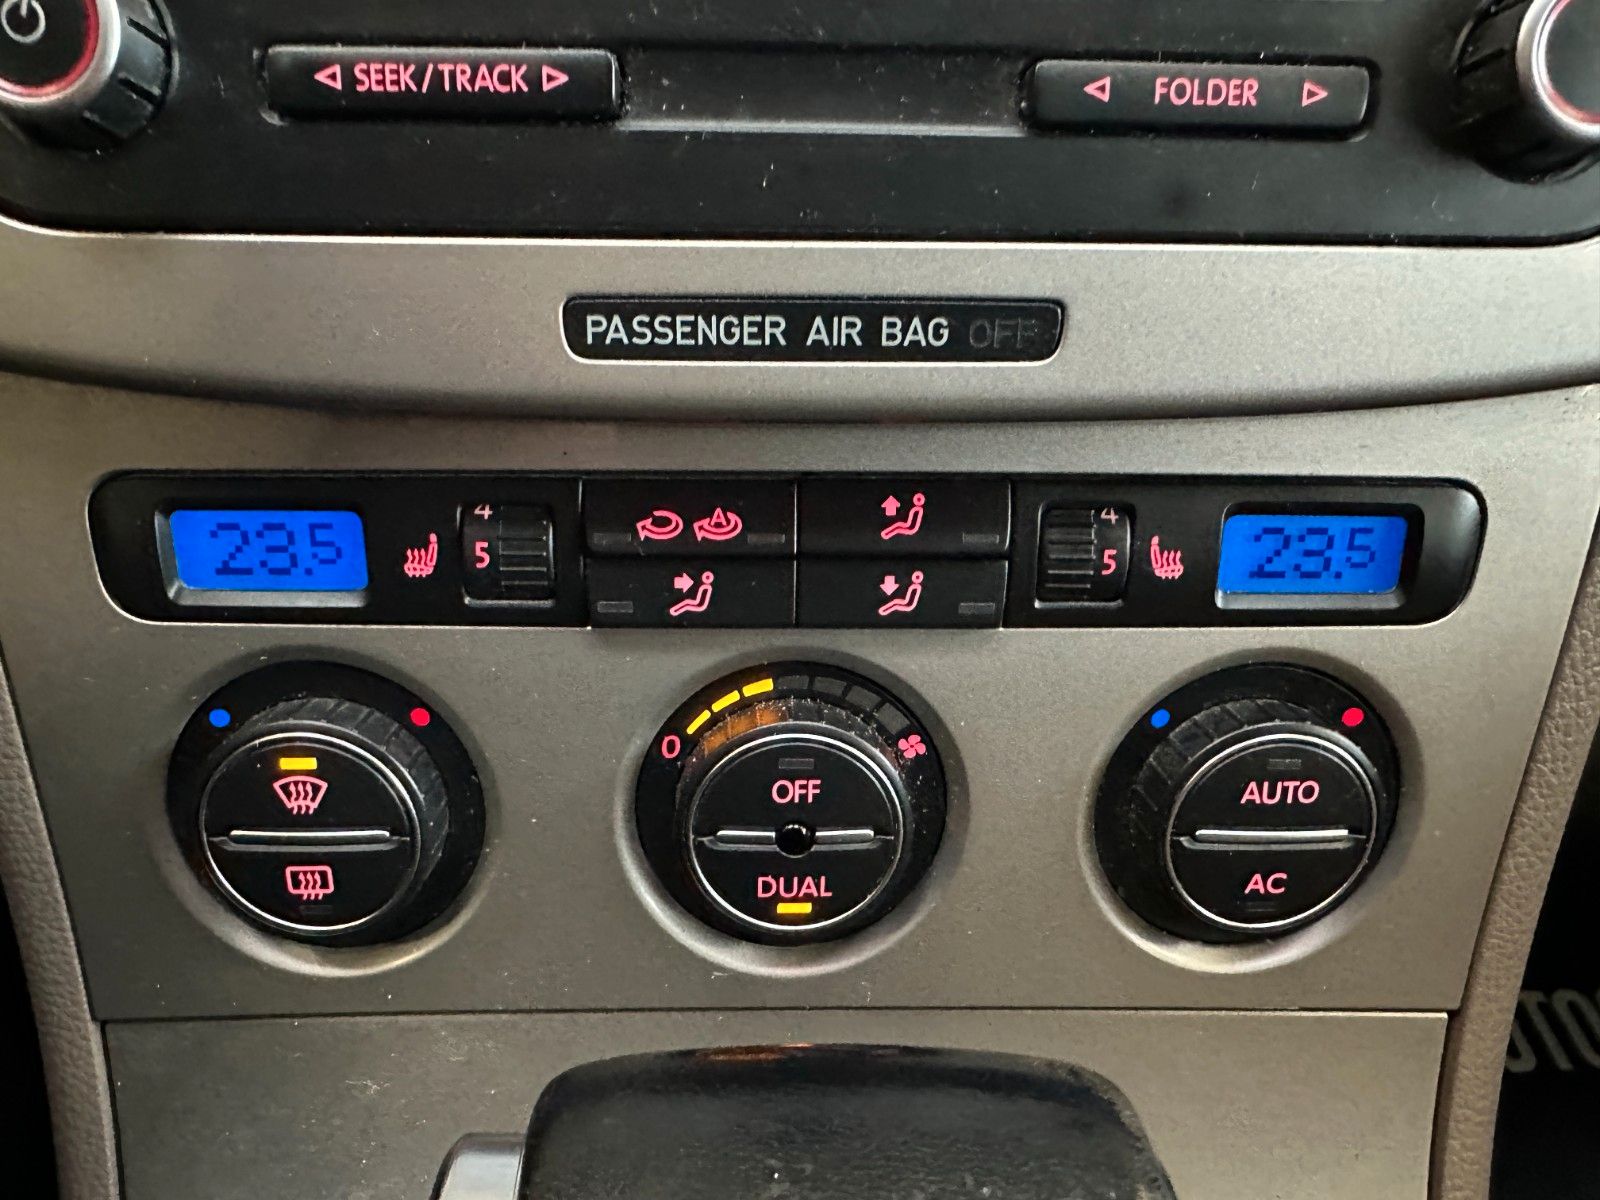 ◁ SEEK/TRACK ▷
◁ FOLDER ▷
PASSENGER AIR BAG OFF
23.5
4
5
4
5
23.5
0
OFF
DUAL
AUTO
AC